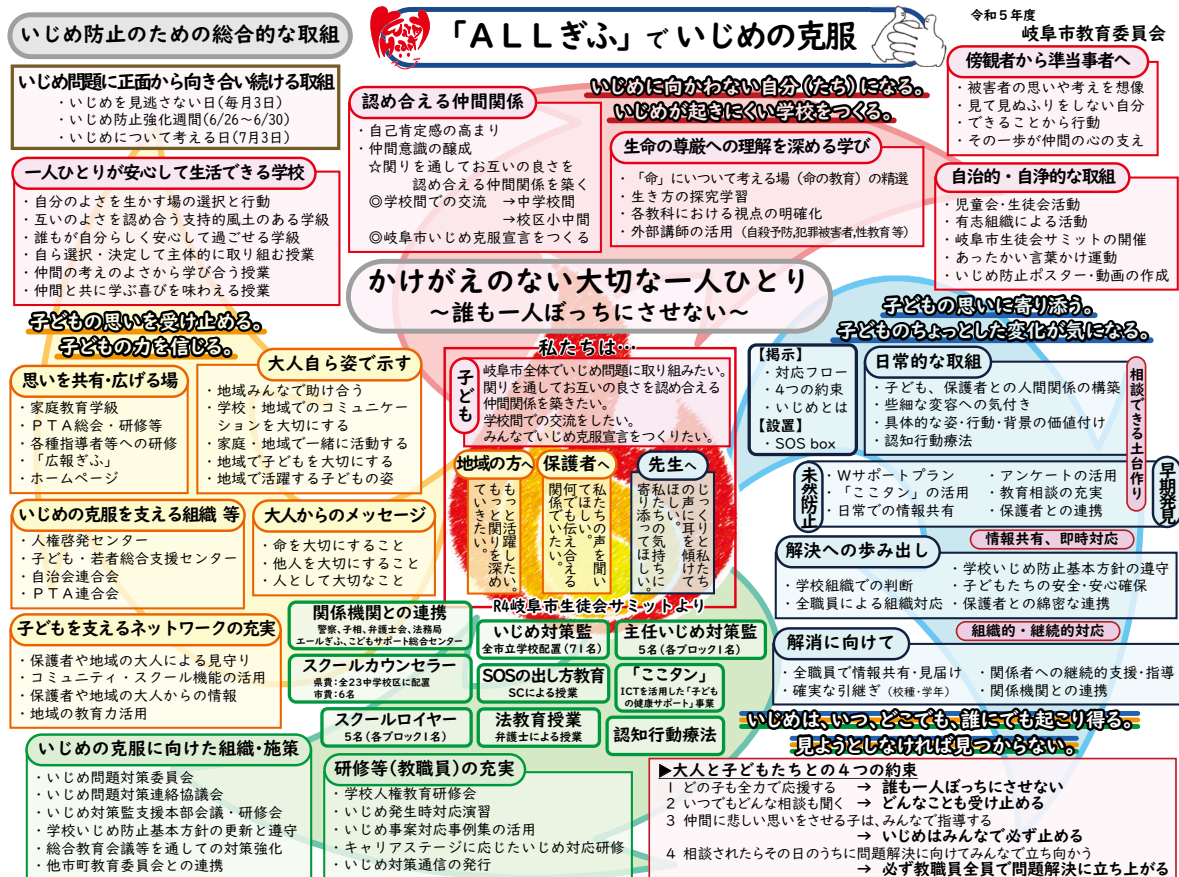 いじめ防止のための総合的な取組
「ALLぎふ」でいじめの克服
令和5年度
岐阜市教育委員会
いじめ問題に正面から向き合い続ける取組
・いじめを見逃さない日(毎月3日)
・いじめ防止強化週間(6/26~6/30)
・いじめについて考える日(7月3日)
一人ひとりが安心して生活できる学校
・自分のよさを生かす場の選択と行動
・互いのよさを認め合う支持的風土のある学級
・誰もが自分らしく安心して過ごせる学級
・自ら選択・決定して主体的に取り組む授業
・仲間の考えのよさから学び合う授業
・仲間と共に学ぶ喜びを味わえる授業
いじめに向かわない自分(たち)になる。
いじめが起きにくい学校をつくる。
認め合える仲間関係
・自己肯定感の高まり
・仲間意識の醸成
☆関りを通してお互いの良さを
認め合える仲間関係を築く
◎学校間での交流 →中学校間
→校区小中間
◎岐阜市いじめ克服宣言をつくる
生命の尊厳への理解を深める学び
・「命」にいついて考える場(命の教育)の精選
・生き方の探究学習
・各教科における視点の明確化
・外部講師の活用(自殺予防,犯罪被害者,性教育等)
傍観者から準当事者へ
・被害者の思いや考えを想像
・見て見ぬふりをしない自分
・できることから行動
・その一歩が仲間の心の支え
自治的・自浄的な取組
・児童会・生徒会活動
・有志組織による活動
・岐阜市生徒会サミットの開催
・あったかい言葉かけ運動
・いじめ防止ポスター・動画の作成
かけがえのない大切な一人ひとり
~誰も一人ぼっちにさせない~
子どもの思いを受け止める。
子どもの力を信じる。
思いを共有・広げる場
・家庭教育学級
・PTA総会・研修等
・各種指導者等への研修
・「広報ぎふ」
・ホームページ
大人自ら姿で示す
・地域みんなで助け合う
・学校・地域でのコミュニケー
ションを大切にする
・家庭・地域で一緒に活動する
・地域で子どもを大切にする
・地域で活躍する子どもの姿
いじめの克服を支える組織 等
・人権啓発センター
・子ども・若者総合支援センター
・自治会連合会
・PTA連合会
大人からのメッセージ
・命を大切にすること
・他人を大切にすること
・人として大切なこと
子どもを支えるネットワークの充実
・保護者や地域の大人による見守り
・コミュニティ・スクール機能の活用
・保護者や地域の大人からの情報
・地域の教育力活用
私たちは…
子ども
岐阜市全体でいじめ問題に取り組みたい。
関りを通してお互いの良さを認め合える
仲間関係を築きたい。
学校間での交流をしたい。
みんなでいじめ克服宣言をつくりたい。
地域の方へ
もっと活躍したい。
もっと関りを深め
ていきたい。
保護者へ
私たちの声を聞い
てほしい。
何でも伝え合える
関係でいたい。
先生へ
じっくりと私たち
の声に耳を傾けて
ほしい。
私たちの気持ちに
寄り添ってほしい。
R4岐阜市生徒会サミットより
子どもの思いに寄り添う。
子どものちょっとした変化が気になる。
【掲示】
・対応フロー
・4つの約束
・いじめとは
【設置】
・SOS box
日常的な取組
・子ども、保護者との人間関係の構築
・些細な変容への気付き
・具体的な姿・行動・背景の価値付け
・認知行動療法
相談できる土台作り
未然防止
・Wサポートプラン
・「ここタン」の活用
・日常での情報共有
・アンケートの活用
・教育相談の充実
・保護者との連携
早期発見
情報共有、即時対応
解決への歩み出し
・学校組織での判断
・全職員による組織対応
・学校いじめ防止基本方針の遵守
・子どもたちの安全・安心確保
・保護者との綿密な連携
組織的・継続的対応
解消に向けて
・全職員で情報共有・見届け
・確実な引継ぎ(校種・学年)
・関係者への継続的支援・指導
・関係機関との連携
いじめは、いつ、どこでも、誰にでも起こり得る。
見ようとしなければ見つからない。
関係機関との連携
警察、子相、弁護士会、法務局
エールぎふ、こどもサポート総合センター
いじめ対策監
全市立学校配置(71名)
主任いじめ対策監
5名(各ブロック1名)
スクールカウンセラー
県費:全23中学校区に配置
市費:6名
SOSの出し方教育
SCによる授業
「ここタン」
ICTを活用した「子ども
の健康サポート」事業
スクールロイヤー
5名(各ブロック1名)
法教育授業
弁護士による授業
認知行動療法
いじめの克服に向けた組織・施策
・いじめ問題対策委員会
・いじめ問題対策連絡協議会
・いじめ対策監支援本部会議・研修会
・学校いじめ防止基本方針の更新と遵守
・総合教育会議等を通しての対策強化
・他市町教育委員会との連携
研修等(教職員)の充実
・学校人権教育研修会
・いじめ発生時対応演習
・いじめ事案対応事例集の活用
・キャリアステージに応じたいじめ対応研修
・いじめ対策通信の発行
▶大人と子どもたちとの4つの約束
1 どの子も全力で応援する → 誰も一人ぼっちにさせない
2 いつでもどんな相談も聞く → どんなことも受け止める
3 仲間に悲しい思いをさせる子は、みんなで指導する
→ いじめはみんなで必ず止める
4 相談されたらその日のうちに問題解決に向けてみんなで立ち向かう
→ 必ず教職員全員で問題解決に立ち上がる